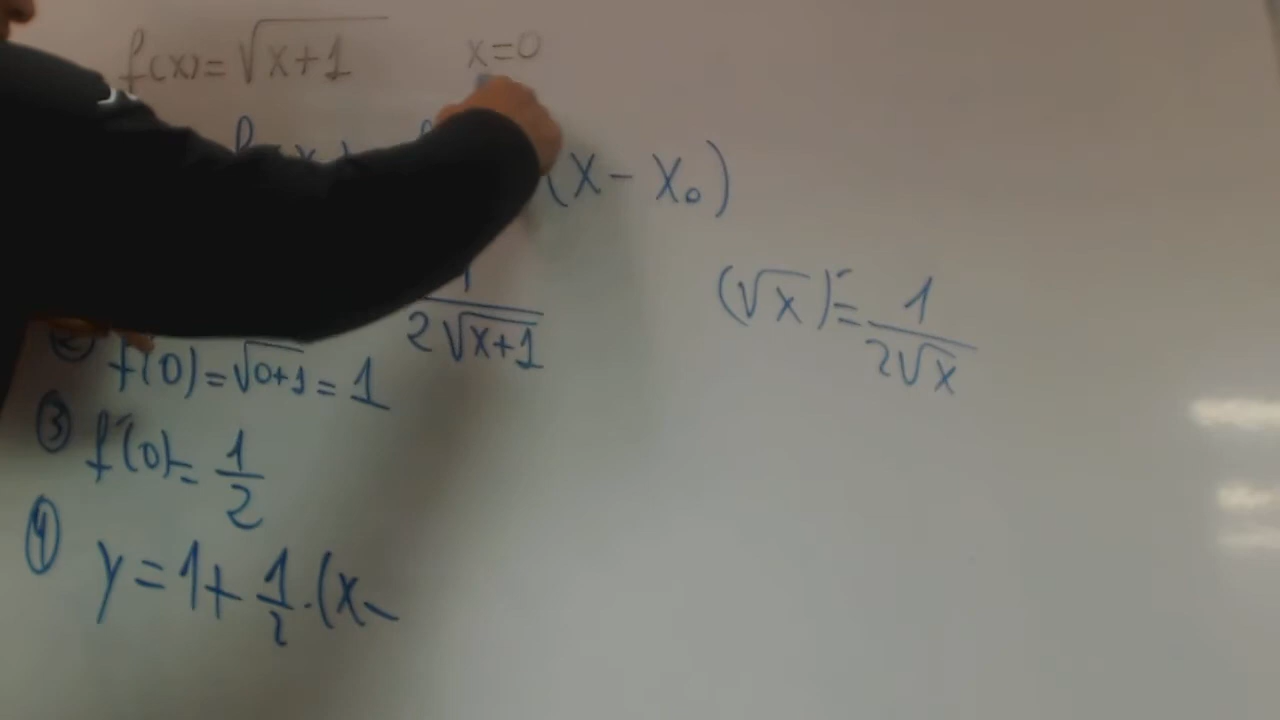 f(x)=√(x+1) x=0
(x-x₀)
(√x)'=1/(2√x)
1/(2√(x+1))
② f(0)=√(0+1)=1
③ f'(0)=1/2
④ y=1+1/2·(x-